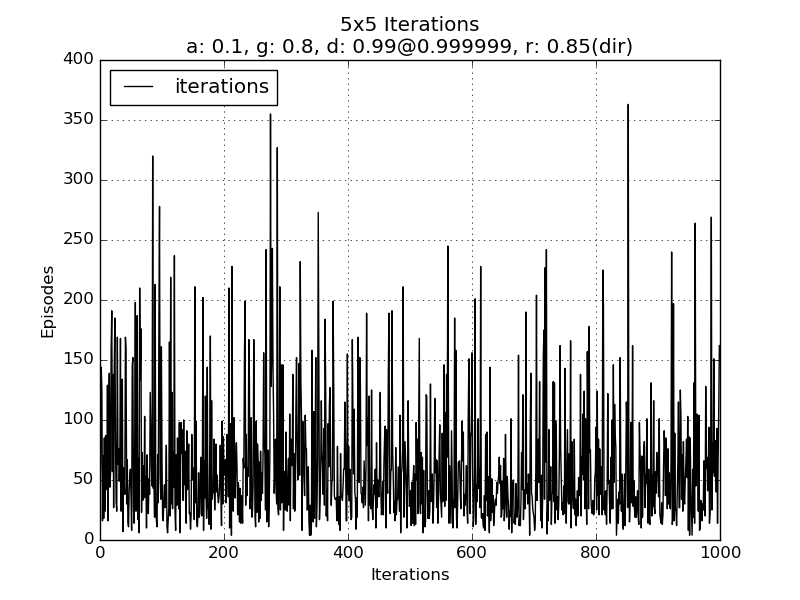 5x5 Iterations
a: 0.1, g: 0.8, d: 0.99@0.999999, r: 0.85(dir)
400
iterations
350
300
250
200
150
100
50
0
Episodes
0 200 400 600 800 1000
Iterations